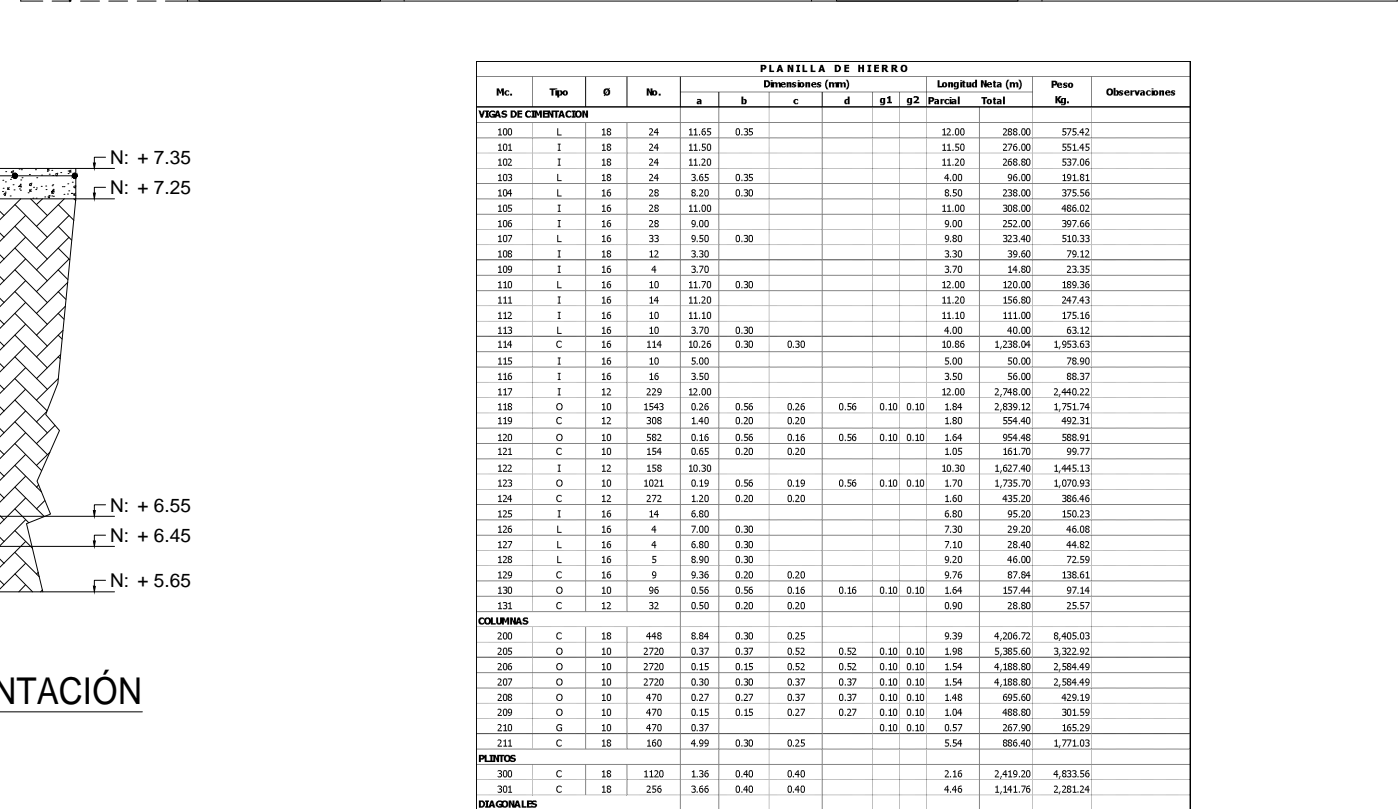 N: + 7.35
N: + 7.25
N: + 6.55
N: + 6.45
N: + 5.65
NTACIÓN
PLANILLA DE HIERRO
Mc. Tipo Ø No. Dimensiones (mm) Longitud Neta (m) Peso Kg. Observaciones
a b c d g1 g2 Parcial Total
VIGAS DE CIMENTACION
100 L 18 24 11.65 0.35 12.00 288.00 575.42
101 I 18 24 11.50 11.50 276.00 551.45
102 I 18 24 11.20 11.20 268.80 537.06
103 L 18 24 3.65 0.35 4.00 96.00 191.81
104 L 16 28 8.20 0.30 8.50 238.00 375.56
105 I 16 28 11.00 11.00 308.00 486.02
106 I 16 28 9.00 9.00 252.00 397.66
107 L 16 33 9.50 0.30 9.80 323.40 510.33
108 I 18 12 3.30 3.30 39.60 79.12
109 I 16 4 3.70 3.70 14.80 23.35
110 L 16 10 11.70 0.30 12.00 120.00 189.36
111 I 16 14 11.20 11.20 156.80 247.43
112 I 16 10 11.10 11.10 111.00 175.16
113 L 16 10 3.70 0.30 4.00 40.00 63.12
114 C 16 114 10.26 0.30 0.30 10.86 1,238.04 1,953.63
115 I 16 10 5.00 5.00 50.00 78.90
116 I 16 16 3.50 3.50 56.00 88.37
117 I 12 229 12.00 12.00 2,748.00 2,440.22
118 O 10 1543 0.26 0.56 0.26 0.56 0.10 0.10 1.84 2,839.12 1,751.74
119 C 12 308 1.40 0.20 0.20 1.80 554.40 492.31
120 O 10 582 0.16 0.56 0.16 0.56 0.10 0.10 1.64 954.48 588.91
121 C 10 154 0.65 0.20 0.20 1.05 161.70 99.77
122 I 12 158 10.30 10.30 1,627.40 1,445.13
123 O 10 1021 0.19 0.56 0.19 0.56 0.10 0.10 1.70 1,735.70 1,070.93
124 C 12 272 1.20 0.20 0.20 1.60 435.20 386.46
125 I 16 14 6.80 6.80 95.20 150.23
126 L 16 4 7.00 0.30 7.30 29.20 46.08
127 L 16 4 6.80 0.30 7.10 28.40 44.82
128 L 16 5 8.90 0.30 9.20 46.00 72.59
129 C 16 9 9.36 0.20 0.20 9.76 87.84 138.61
130 O 10 96 0.56 0.56 0.16 0.16 0.10 0.10 1.64 157.44 97.14
131 C 12 32 0.50 0.20 0.20 0.90 28.80 25.57
COLUMNAS
200 C 18 448 8.84 0.30 0.25 9.39 4,206.72 8,405.03
205 O 10 2720 0.37 0.37 0.52 0.52 0.10 0.10 1.98 5,385.60 3,322.92
206 O 10 2720 0.15 0.15 0.52 0.52 0.10 0.10 1.54 4,188.80 2,584.49
207 O 10 2720 0.30 0.30 0.37 0.37 0.10 0.10 1.54 4,188.80 2,584.49
208 O 10 470 0.27 0.27 0.37 0.37 0.10 0.10 1.48 695.60 429.19
209 O 10 470 0.15 0.15 0.27 0.27 0.10 0.10 1.04 488.80 301.59
210 G 10 470 0.37 0.10 0.10 0.57 267.90 165.29
211 C 18 160 4.99 0.30 0.25 5.54 886.40 1,771.03
PLINTOS
300 C 18 1120 1.36 0.40 0.40 2.16 2,419.20 4,833.56
301 C 18 256 3.66 0.40 0.40 4.46 1,141.76 2,281.24
DIAGONALES